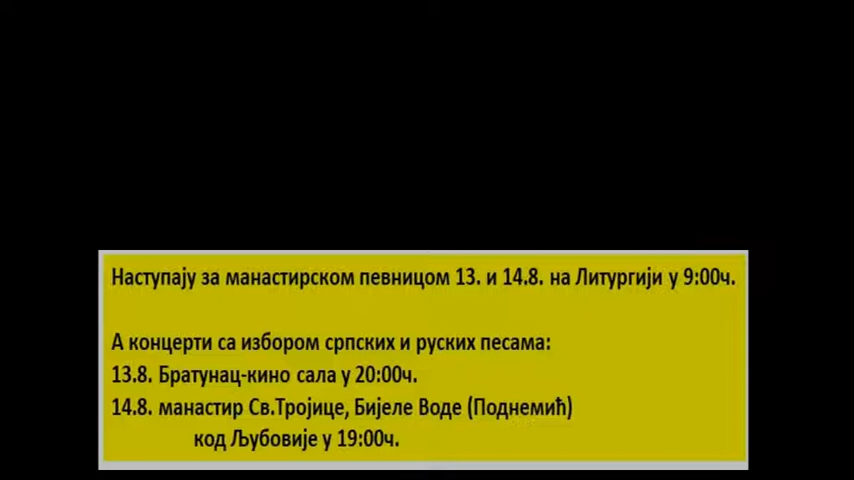 Наступају за манастирском певницом 13. и 14.8. на Литургији у 9:00ч.
А концерти са избором српских и руских песама:
13.8. Братунац-кино сала у 20:00ч.
14.8. манастир Св.Тројице, Бијеле Воде (Поднемић)
код Љубовије у 19:00ч.